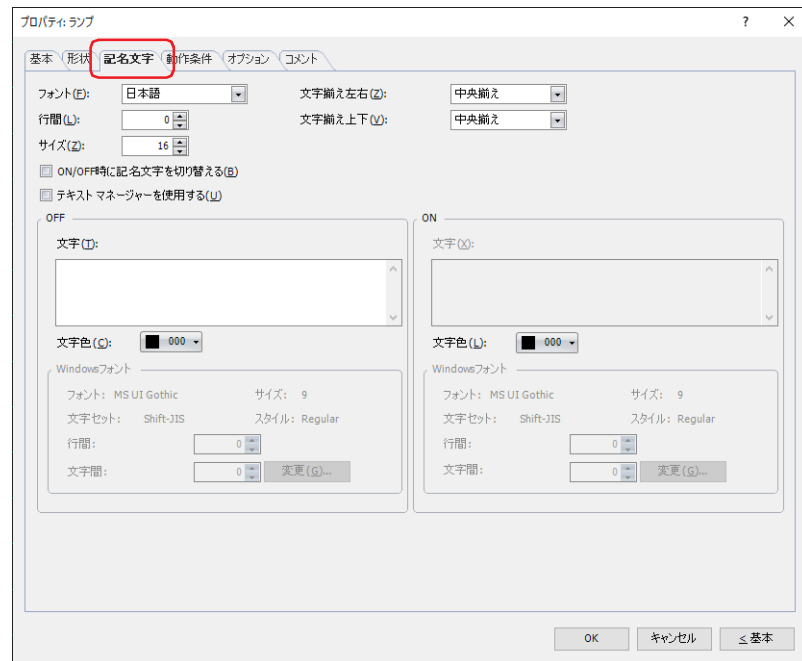 プロパティ: ランプ ? ×
基本 形状 記名文字 動作条件 オプション コメント
フォント(F): 日本語 文字揃え左右(Z): 中央揃え
行間(L): 0 文字揃え上下(V): 中央揃え
サイズ(Z): 16
ON/OFF時に記名文字を切り替える(B)
テキスト マネージャーを使用する(U)
OFF ON
文字(T): 文字(X):
文字色(C): 000 文字色(L): 000
Windowsフォント Windowsフォント
フォント: MS UI Gothic サイズ: 9 フォント: MS UI Gothic サイズ: 9
文字セット: Shift-JIS スタイル: Regular 文字セット: Shift-JIS スタイル: Regular
行間: 0 行間: 0
文字間: 0 変更(G)... 文字間: 0 変更(G)...
OK キャンセル <基本